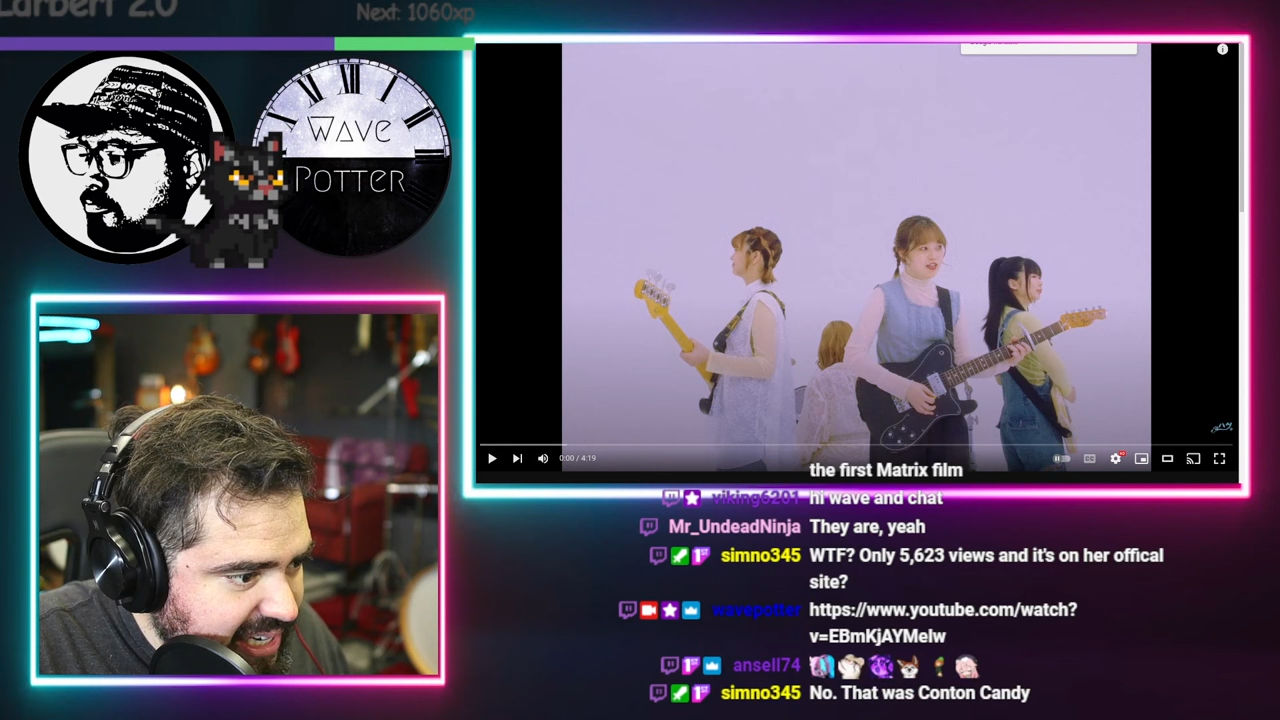 Larbert 2.0
Next: 1060xp
WAVE
POTTER
0:00 / 4:19
the first Matrix film
viking6201 hi wave and chat
Mr_UndeadNinja They are, yeah
simno345 WTF? Only 5,623 views and it's on her offical
site?
wavepotter https://www.youtube.com/watch?
v=EBmKjAYMeIw
ansell74
simno345 No. That was Conton Candy